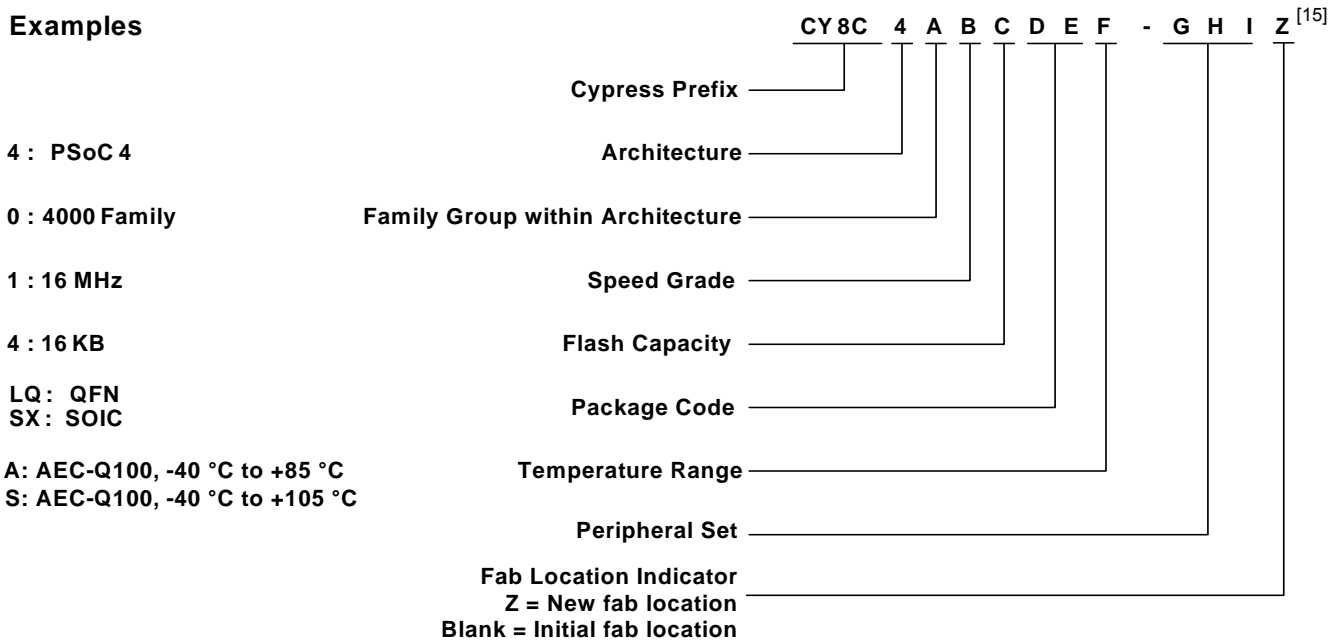 Examples
CY8C 4 A B C D E F - G H I Z [15]
Cypress Prefix
4 : PSoC 4
Architecture
0 : 4000 Family
Family Group within Architecture
1 : 16 MHz
Speed Grade
4 : 16 KB
Flash Capacity
LQ : QFN
SX : SOIC
Package Code
A: AEC-Q100, -40 °C to +85 °C
S: AEC-Q100, -40 °C to +105 °C
Temperature Range
Peripheral Set
Fab Location Indicator
Z = New fab location
Blank = Initial fab location